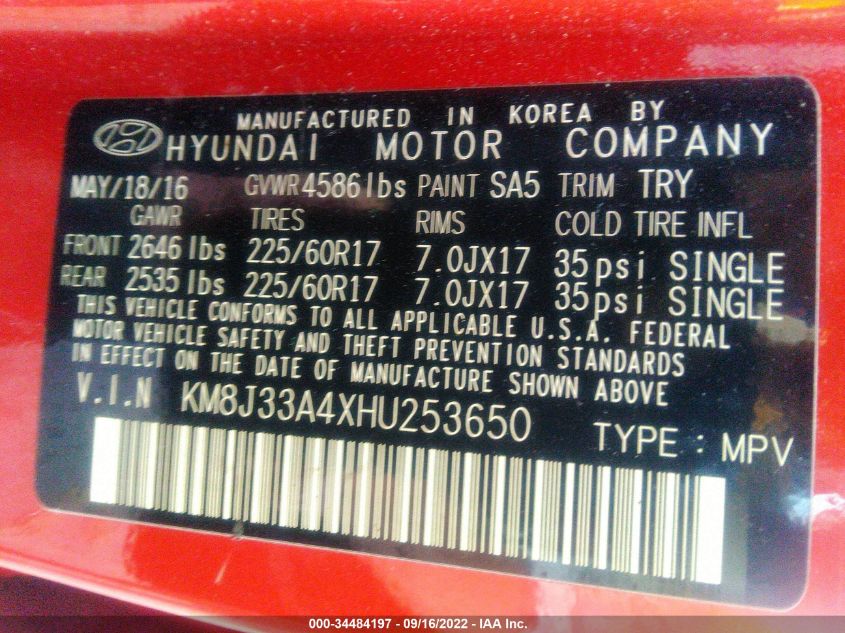 MANUFACTURED IN KOREA BY
HYUNDAI MOTOR COMPANY
MAY/18/16 GVWR 4586 lbs PAINT SA5 TRIM TRY
GAWR TIRES RIMS COLD TIRE INFL
FRONT 2646 lbs 225/60R17 7.0JX17 35psi SINGLE
REAR 2535 lbs 225/60R17 7.0JX17 35psi SINGLE
THIS VEHICLE CONFORMS TO ALL APPLICABLE U.S.A. FEDERAL
MOTOR VEHICLE SAFETY AND THEFT PREVENTION STANDARDS
IN EFFECT ON THE DATE OF MANUFACTURE SHOWN ABOVE
V.I.N KM8J33A4XHU253650
TYPE : MPV
000-34484197 - 09/16/2022 - IAA Inc.